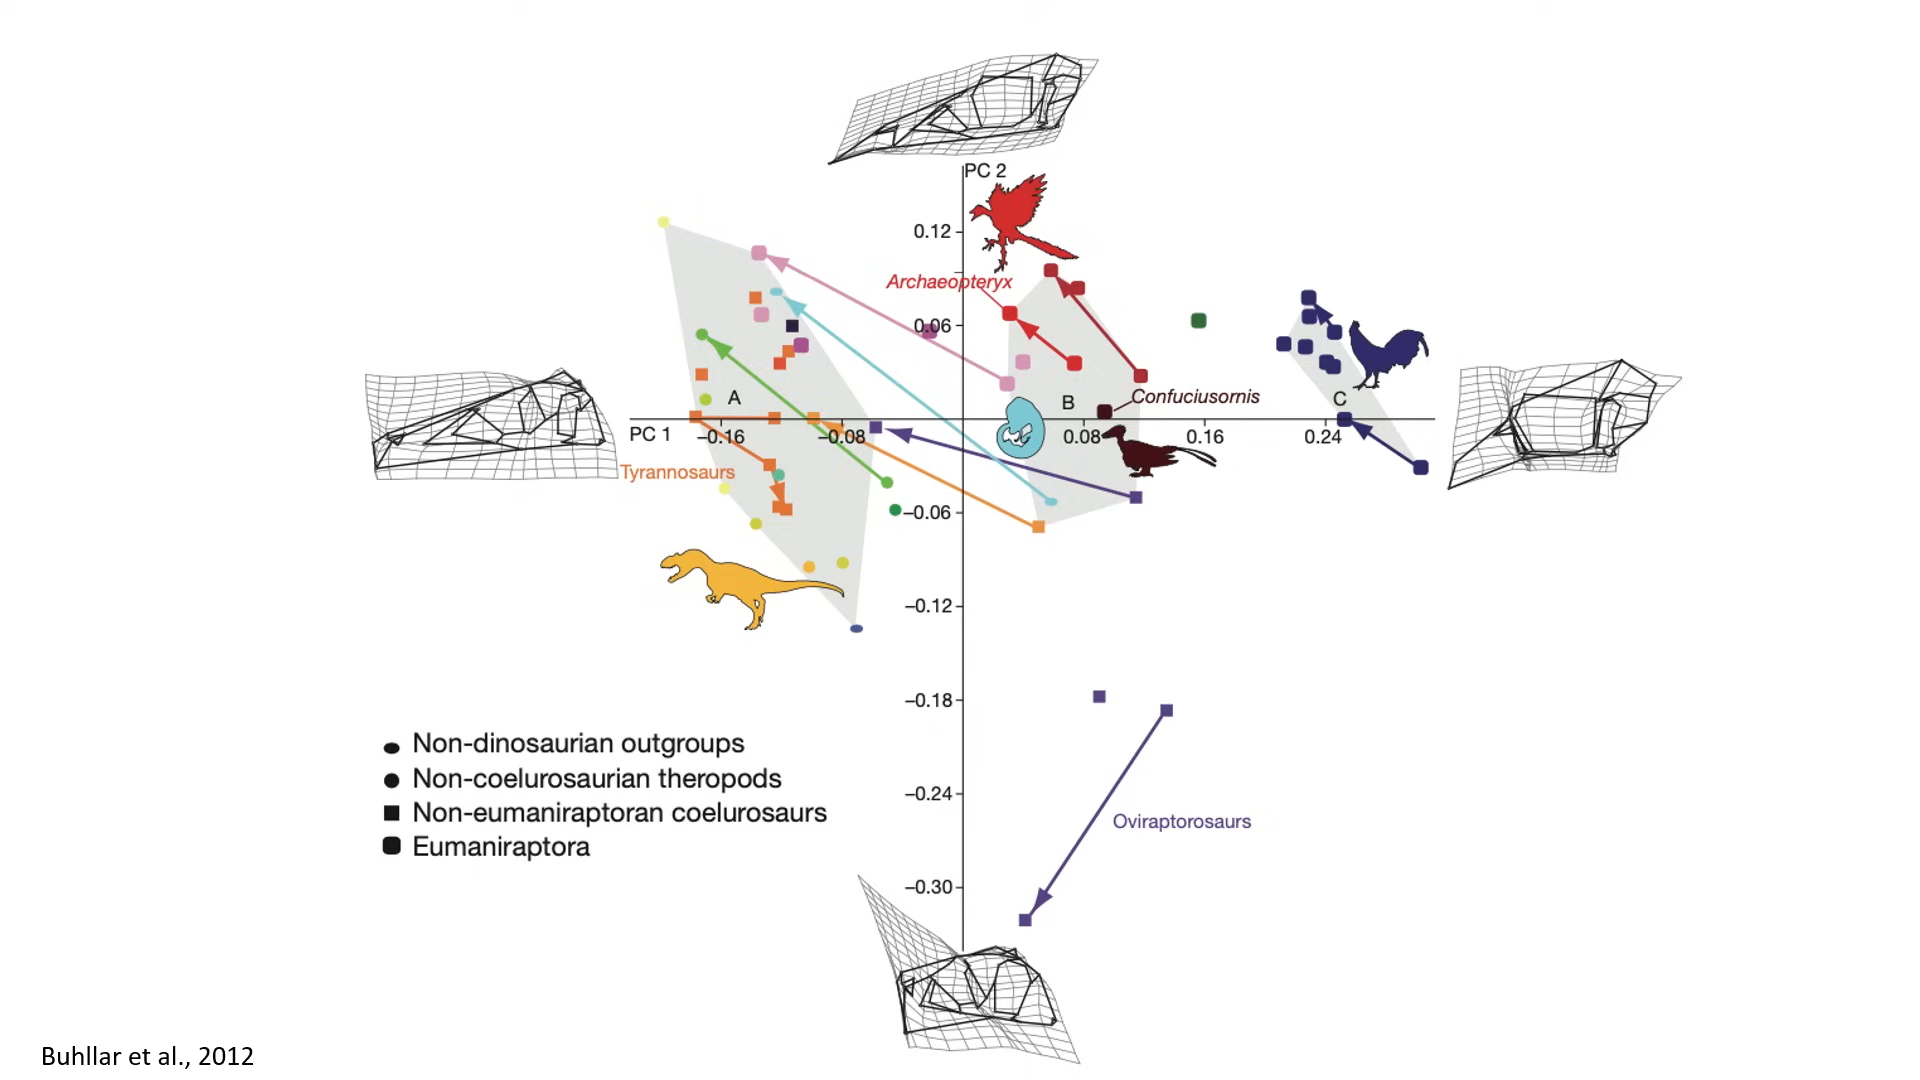 PC 2
0.12
Archaeopteryx
0.06
A
B
Confuciusornis
C
PC 1
−0.16
−0.08
0.08
0.16
0.24
Tyrannosaurs
−0.06
−0.12
−0.18
Non-dinosaurian outgroups
Non-coelurosaurian theropods
−0.24
Non-eumaniraptoran coelurosaurs
Oviraptorosaurs
Eumaniraptora
−0.30
Buhllar et al., 2012